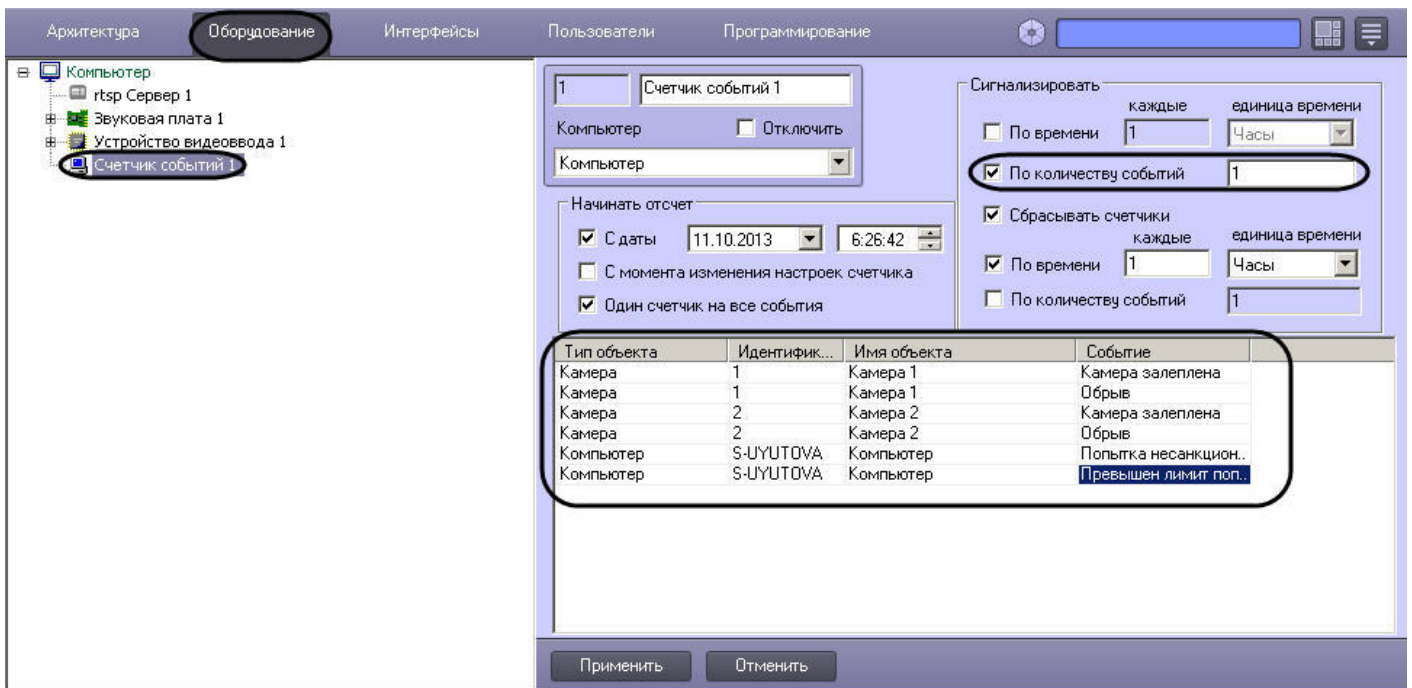 Архитектура Оборудование Интерфейсы Пользователи Программирование
Компьютер
rtsp Сервер 1
Звуковая плата 1
Устройство видеоввода 1
Счетчик событий 1
1 Счетчик событий 1
Компьютер Отключить
Компьютер
Начинать отсчет
С даты 11.10.2013 6:26:42
С момента изменения настроек счетчика
Один счетчик на все события
Сигнализировать
каждые единица времени
По времени 1 Часы
По количеству событий 1
Сбрасывать счетчики
каждые единица времени
По времени 1 Часы
По количеству событий 1
Тип объекта Идентифик... Имя объекта Событие
Камера 1 Камера 1 Камера залеплена
Камера 1 Камера 1 Обрыв
Камера 2 Камера 2 Камера залеплена
Камера 2 Камера 2 Обрыв
Компьютер S-UYUTOVA Компьютер Попытка несанкцион..
Компьютер S-UYUTOVA Компьютер Превышен лимит поп..
Применить Отменить